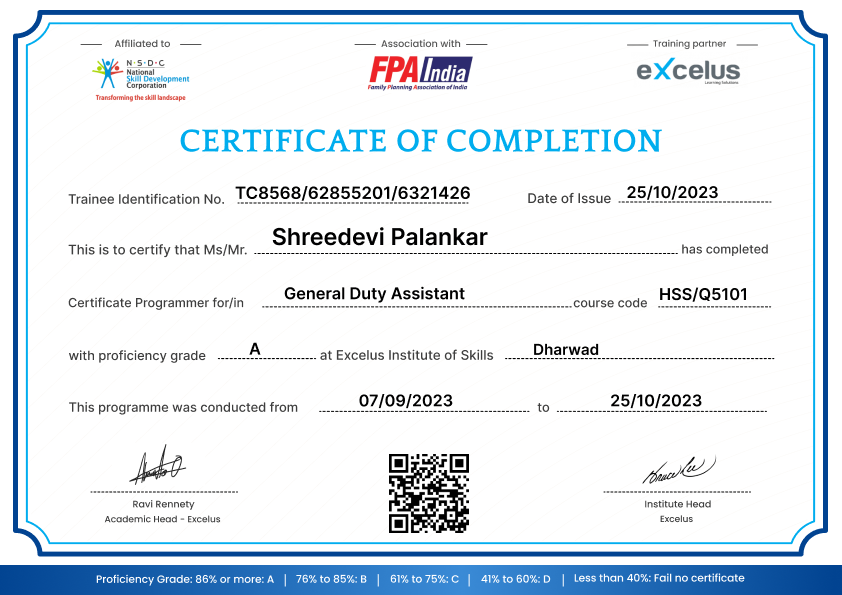 Affiliated to
Association with
Training partner
N·S·D·C
National
Skill Development
Corporation
Transforming the skill landscape
FPA India
Family Planning Association of India
eXcelus
Learning Solutions
CERTIFICATE OF COMPLETION
Trainee Identification No. TC8568/62855201/6321426 Date of Issue 25/10/2023
This is to certify that Ms/Mr. Shreedevi Palankar has completed
Certificate Programmer for/in General Duty Assistant course code HSS/Q5101
with proficiency grade A at Excelus Institute of Skills Dharwad
This programme was conducted from 07/09/2023 to 25/10/2023
Ravi Rennety
Academic Head - Excelus
Institute Head
Excelus
Proficiency Grade: 86% or more: A | 76% to 85%: B | 61% to 75%: C | 41% to 60%: D | Less than 40%: Fail no certificate